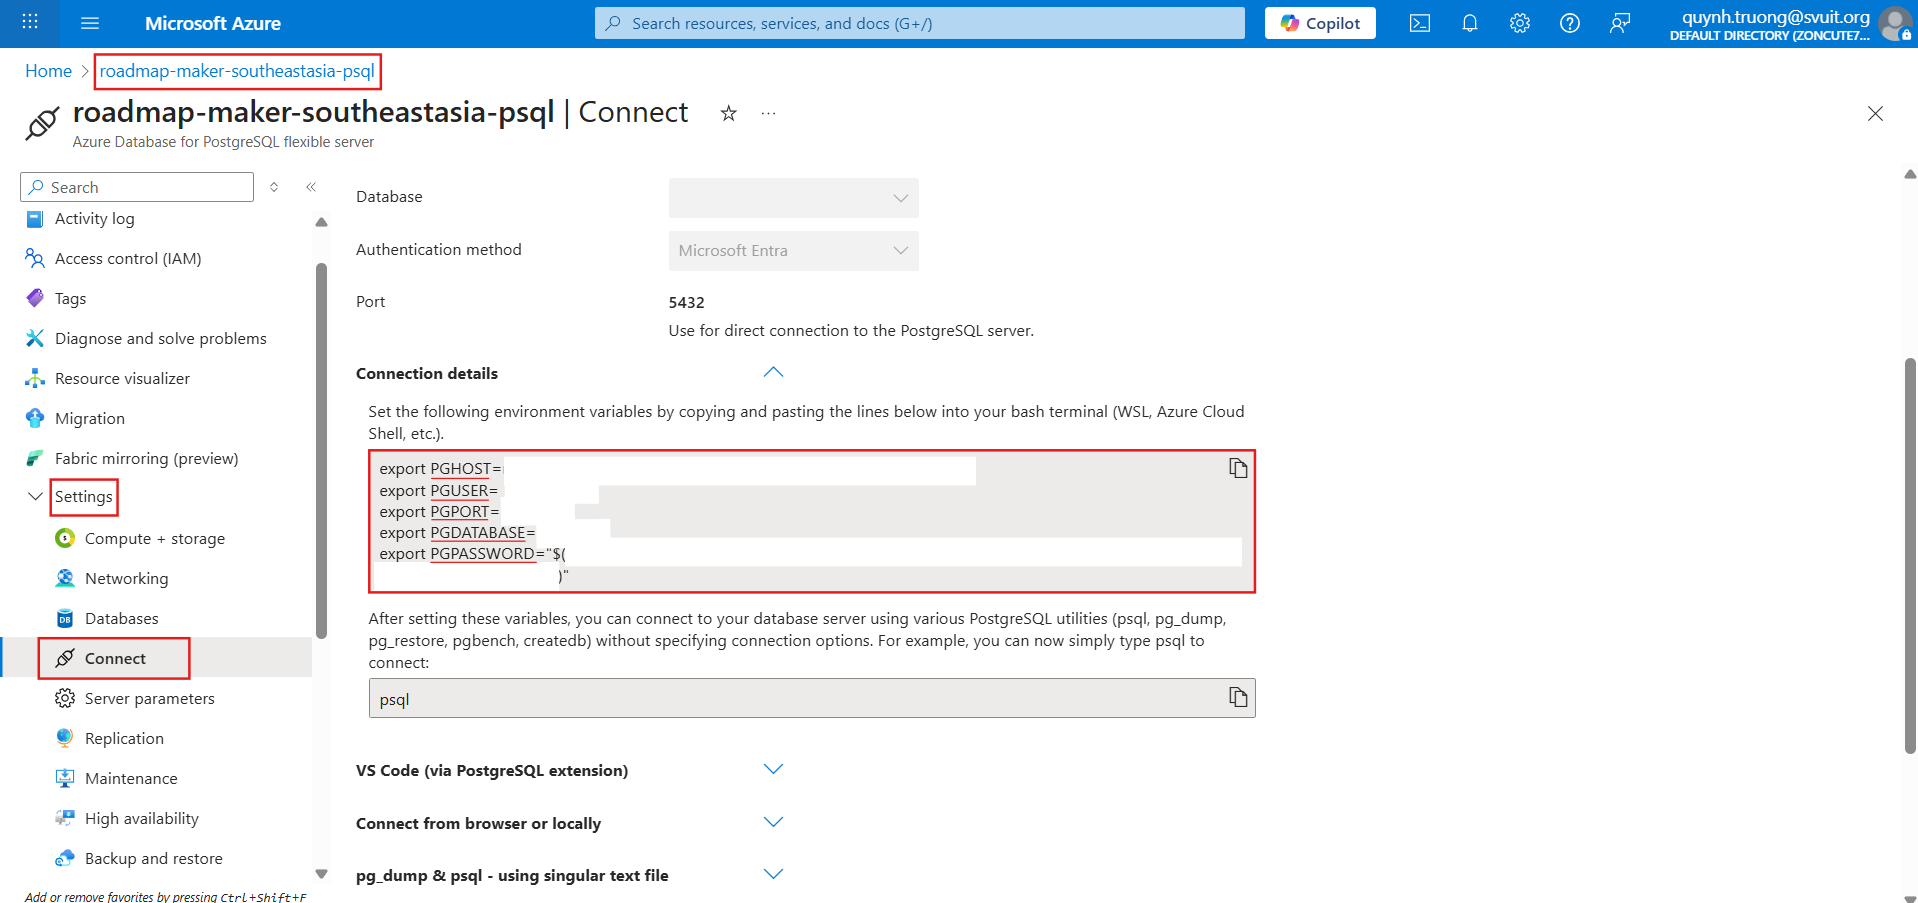 Microsoft Azure
Search resources, services, and docs (G+/)
Copilot
quynh.truong@svuit.org
DEFAULT DIRECTORY (ZONCUTE7...
Home > roadmap-maker-southeastasia-psql
roadmap-maker-southeastasia-psql | Connect
Azure Database for PostgreSQL flexible server
Search
Activity log
Access control (IAM)
Tags
Diagnose and solve problems
Resource visualizer
Migration
Fabric mirroring (preview)
Settings
Compute + storage
Networking
Databases
Connect
Server parameters
Replication
Maintenance
High availability
Backup and restore
Add or remove favorites by pressing Ctrl+Shift+F
Database
Authentication method
Microsoft Entra
Port
5432
Use for direct connection to the PostgreSQL server.
Connection details
Set the following environment variables by copying and pasting the lines below into your bash terminal (WSL, Azure Cloud
Shell, etc.).
export PGHOST=
export PGUSER=
export PGPORT=
export PGDATABASE=
export PGPASSWORD="$(
)"
After setting these variables, you can connect to your database server using various PostgreSQL utilities (psql, pg_dump,
pg_restore, pgbench, createdb) without specifying connection options. For example, you can now simply type psql to
connect:
psql
VS Code (via PostgreSQL extension)
Connect from browser or locally
pg_dump & psql - using singular text file